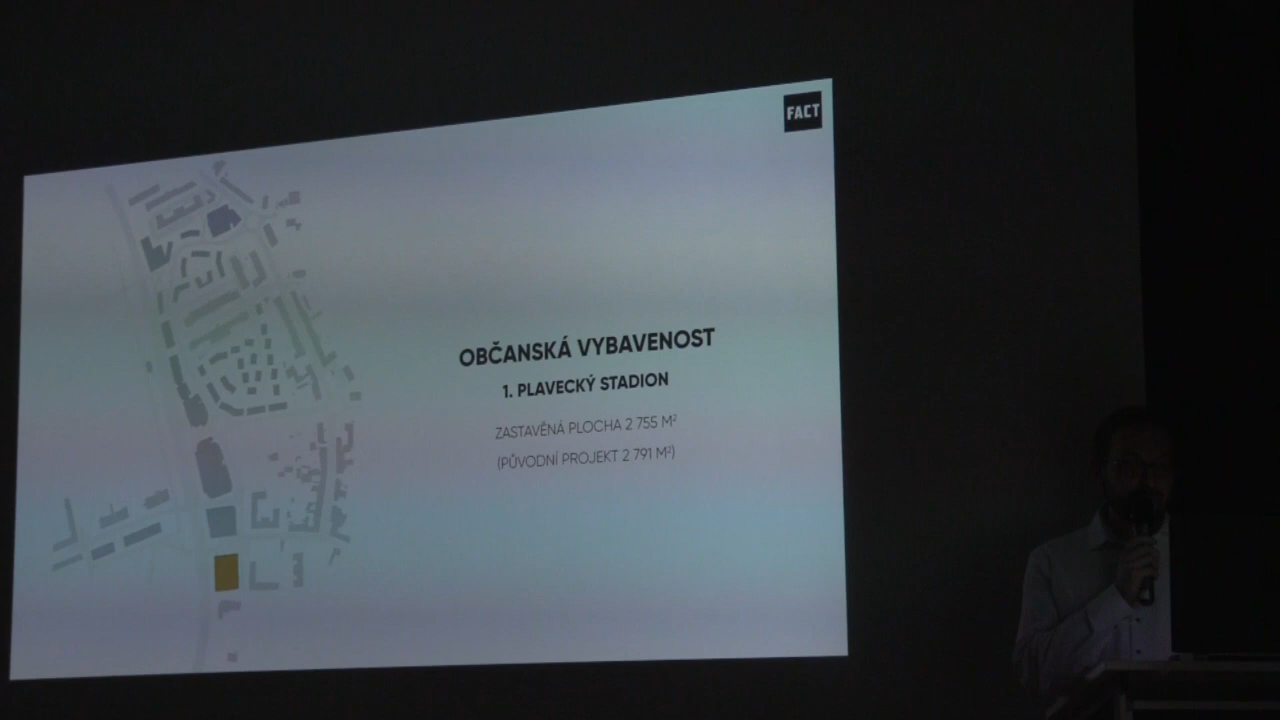 FACT
OBČANSKÁ VYBAVENOST
1. PLAVECKÝ STADION
ZASTAVĚNÁ PLOCHA 2 755 M²
(PŮVODNÍ PROJEKT 2 791 M²)